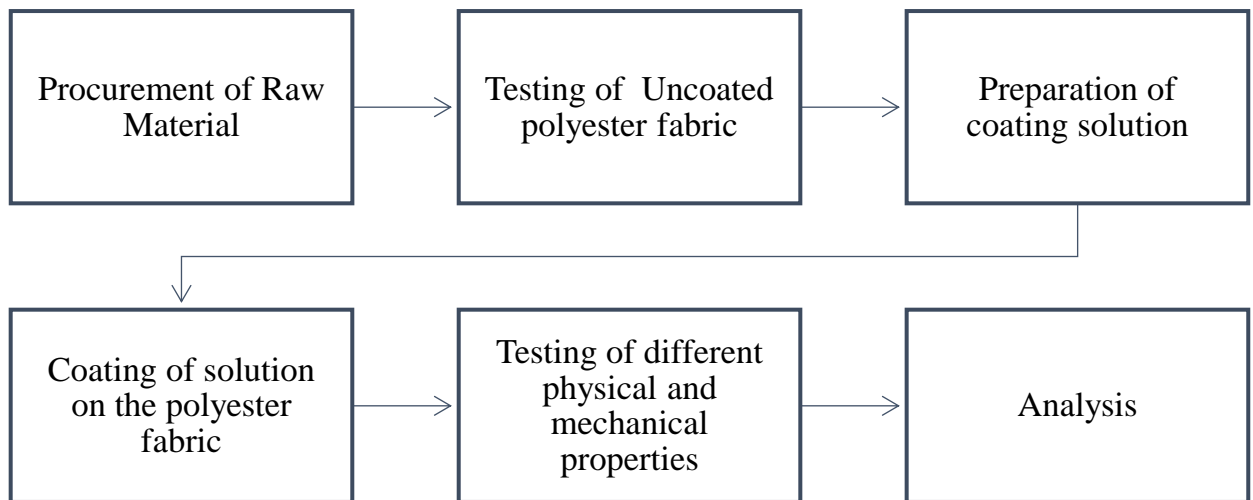 Procurement of Raw
Material
Testing of  Uncoated
polyester fabric
Preparation of
coating solution
Coating of solution
on the polyester
fabric
Testing of different
physical and
mechanical
properties
Analysis